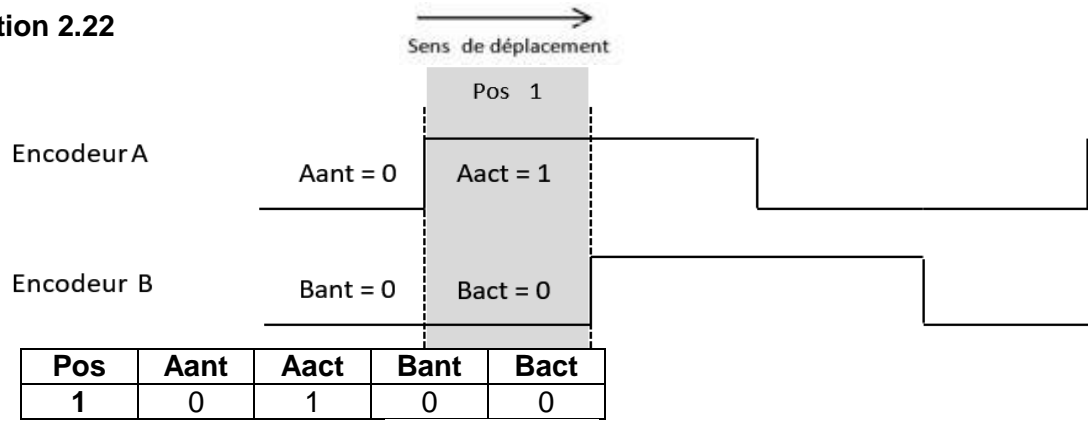 tion 2.22
Sens de déplacement
Pos 1
Encodeur A
Aant = 0
Aact = 1
Encodeur B
Bant = 0
Bact = 0
Pos Aant Aact Bant Bact
1 0 1 0 0